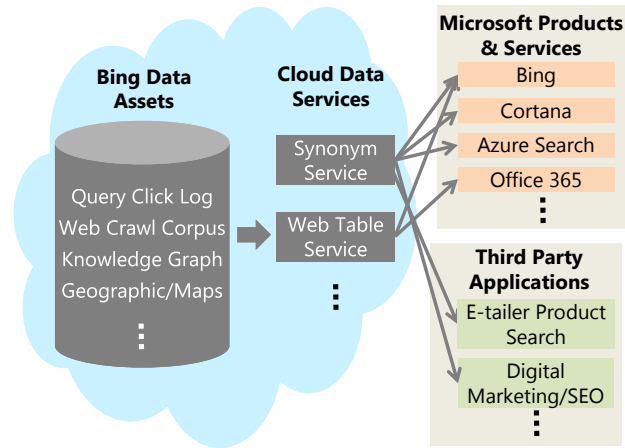 Bing Data
Assets
Query Click Log
Web Crawl Corpus
Knowledge Graph
Geographic/Maps
Cloud Data
Services
Synonym
Service
Web Table
Service
Microsoft Products
& Services
Bing
Cortana
Azure Search
Office 365
Third Party
Applications
E-tailer Product
Search
Digital
Marketing/SEO